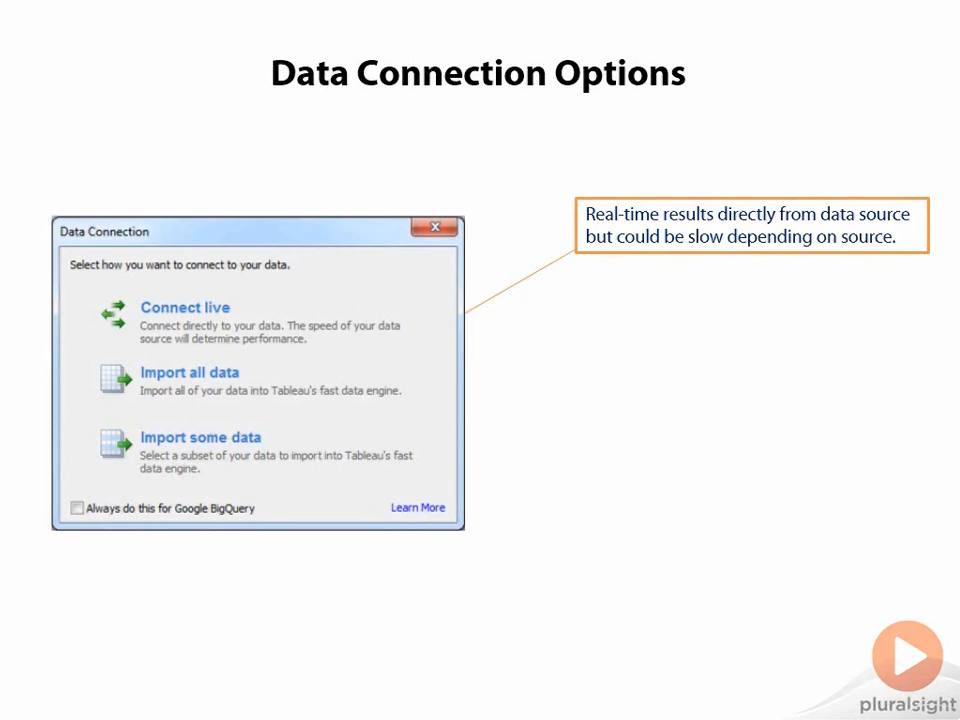 Data Connection Options
Real-time results directly from data source
but could be slow depending on source.
Data Connection
Select how you want to connect to your data.
Connect live
Connect directly to your data. The speed of your data
source will determine performance.
Import all data
Import all of your data into Tableau's fast data engine.
Import some data
Select a subset of your data to import into Tableau's fast
data engine.
Always do this for Google BigQuery
Learn More
pluralsight